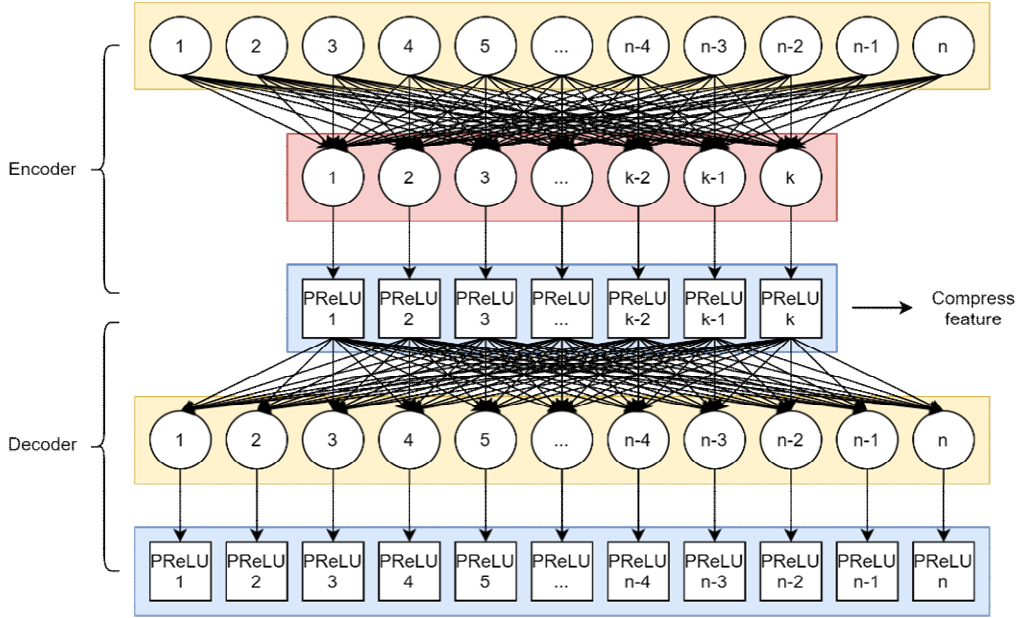 1 2 3 4 5 ... n-4 n-3 n-2 n-1 n
Encoder
1 2 3 ... k-2 k-1 k
PReLU PReLU PReLU PReLU PReLU PReLU PReLU
1 2 3 ... k-2 k-1 k
Compress
feature
Decoder
1 2 3 4 5 ... n-4 n-3 n-2 n-1 n
PReLU PReLU PReLU PReLU PReLU PReLU PReLU PReLU PReLU PReLU PReLU
1 2 3 4 5 ... n-4 n-3 n-2 n-1 n